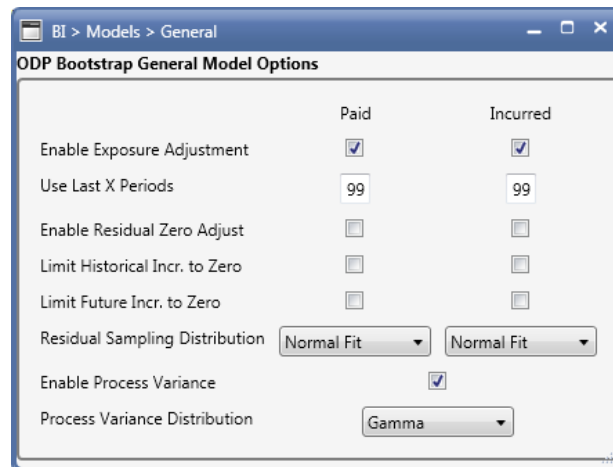 BI > Models > General
ODP Bootstrap General Model Options
Paid Incurred
Enable Exposure Adjustment
Use Last X Periods 99 99
Enable Residual Zero Adjust
Limit Historical Incr. to Zero
Limit Future Incr. to Zero
Residual Sampling Distribution Normal Fit Normal Fit
Enable Process Variance
Process Variance Distribution Gamma